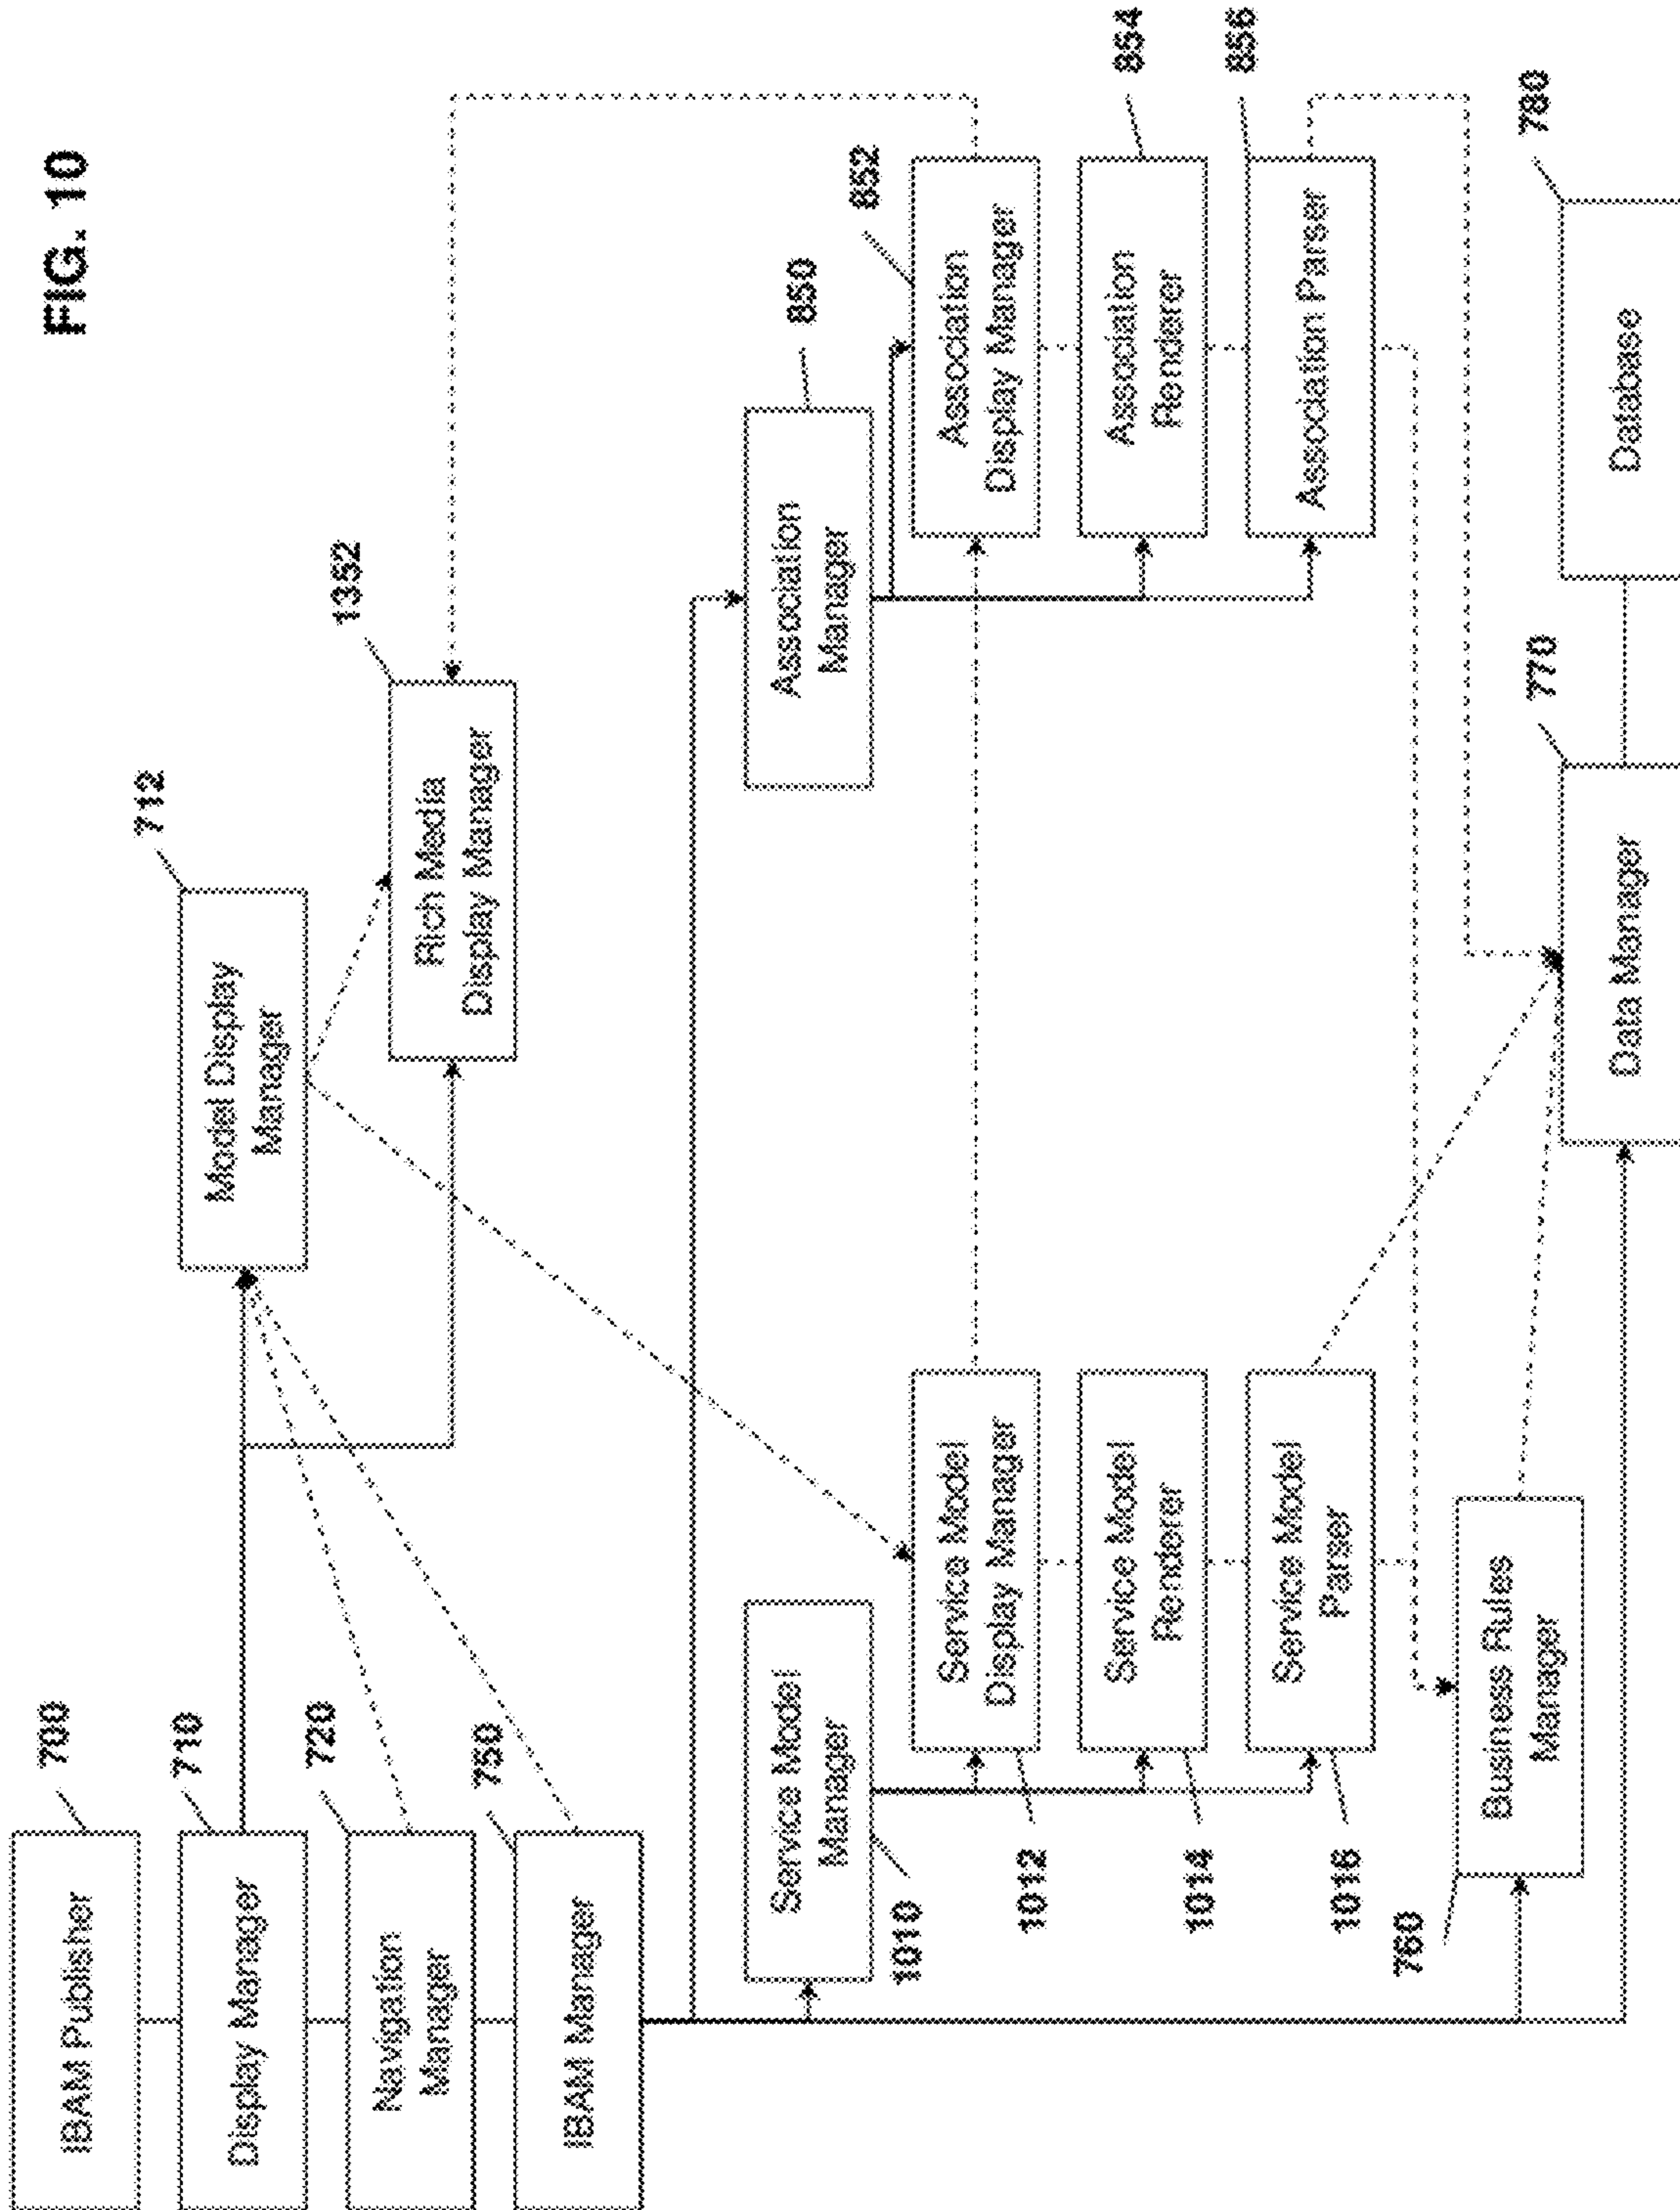 FIG. 10
IBAM Publisher
700
Display Manager
710
Navigation
Manager
720
IBAM Manager
750
Model Display
Manager
712
Rich Media
Display Manager
1352
Service Model
Manager
1010
Association
Manager
850
Service Model
Display Manager
1012
Association
Display Manager
852
Service Model
Renderer
1014
Association
Renderer
854
Service Model
Parser
1016
Association Parser
856
Business Rules
Manager
760
Data Manager
770
Database
780